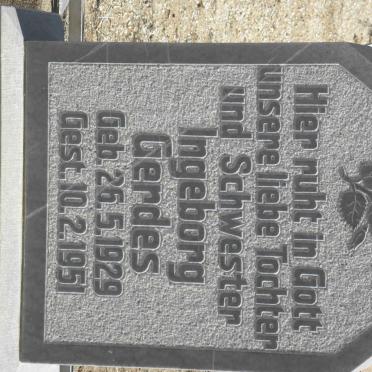 Hier ruht in Gott
unsere liebe Tochter
und Schwester
Ingeborg
Gerdes
Geb. 26.5.1929
Gest. 10.2.1951